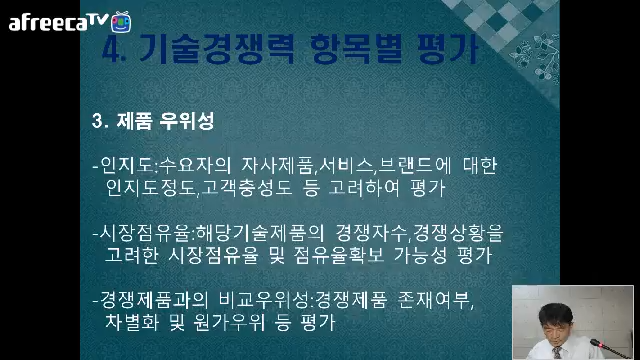 afreecaTV
4. 기술경쟁력 항목별 평가
3. 제품 우위성
-인지도:수요자의 자사제품,서비스,브랜드에 대한
인지도정도,고객충성도 등 고려하여 평가
-시장점유율:해당기술제품의 경쟁자수,경쟁상황을
고려한 시장점유율 및 점유율확보 가능성 평가
-경쟁제품과의 비교우위성:경쟁제품 존재여부,
차별화 및 원가우위 등 평가